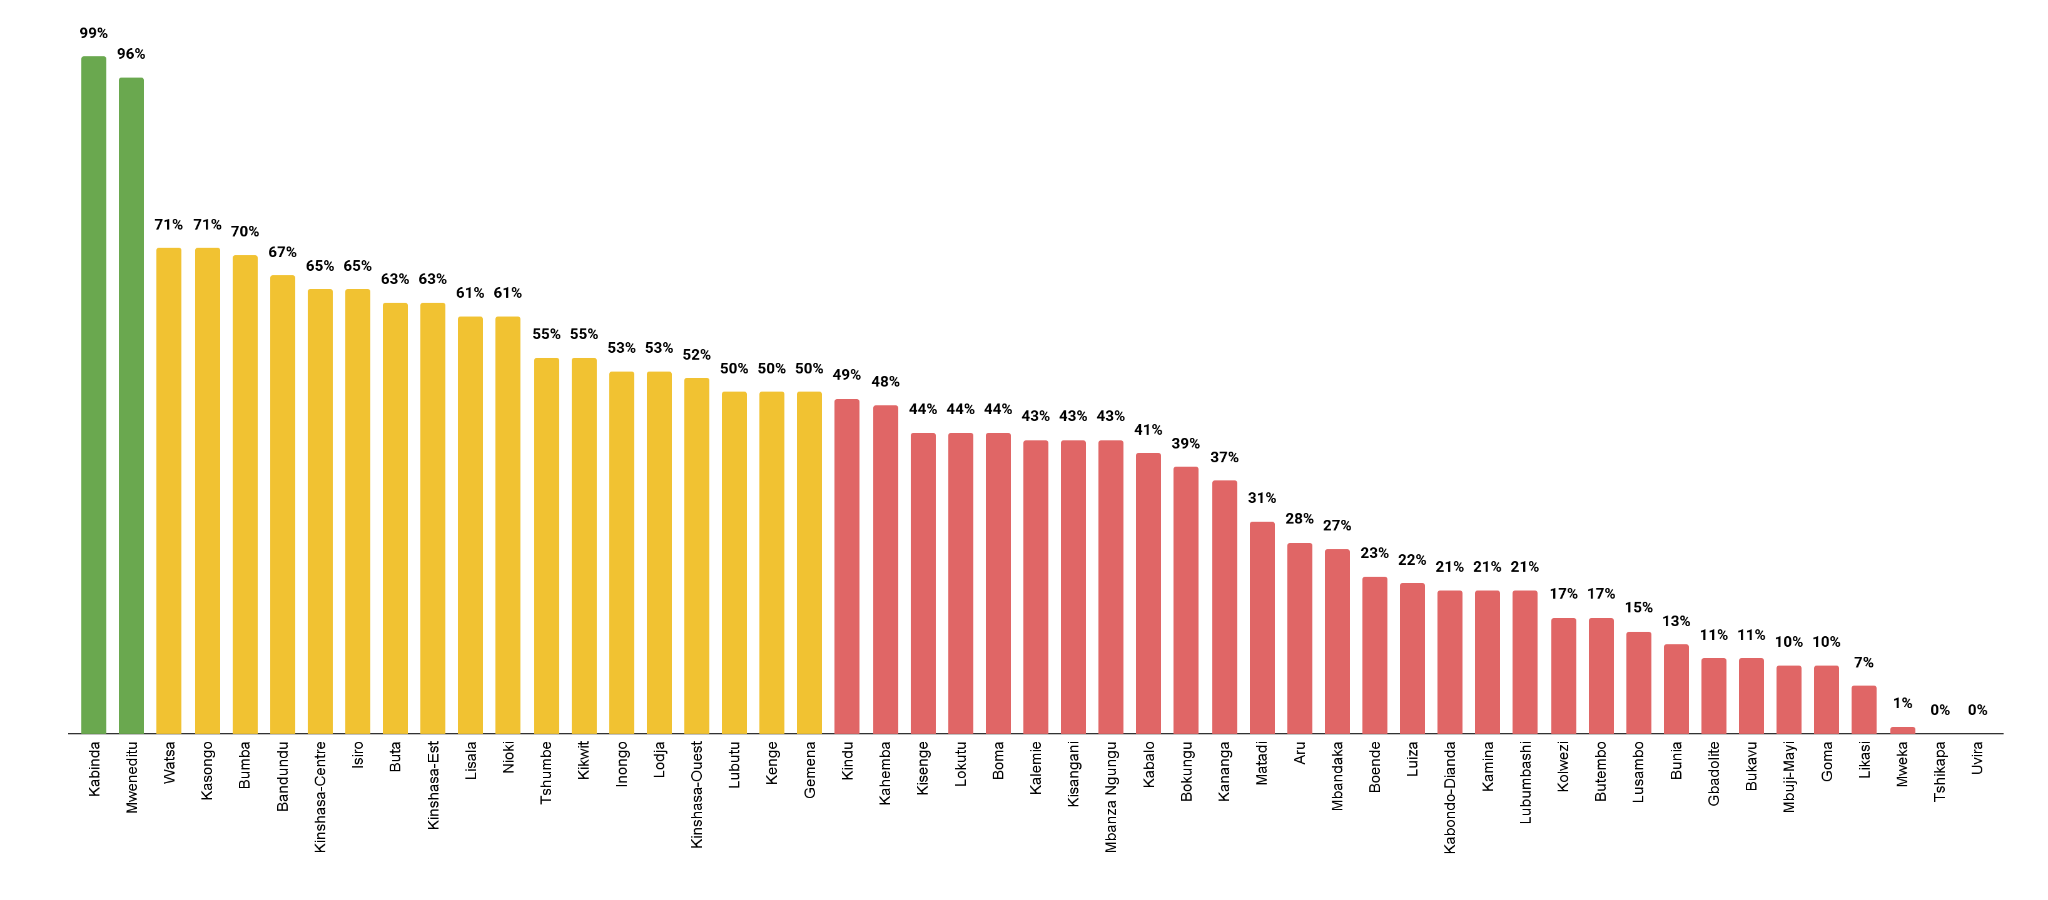 99%
96%
71%
71%
70%
67%
65%
65%
63%
63%
61%
61%
55%
55%
53%
53%
52%
50%
50%
50%
49%
48%
44%
44%
44%
43%
43%
43%
41%
39%
37%
31%
28%
27%
23%
22%
21%
21%
21%
17%
17%
15%
13%
11%
11%
10%
10%
7%
1%
0%
0%
Kabinda
Mweneditu
Watsa
Kasongo
Bumba
Bandundu
Kinshasa-Centre
Isiro
Buta
Kinshasa-Est
Lisala
Nioki
Tshumbe
Kikwit
Inongo
Lodja
Kinshasa-Ouest
Lubutu
Kenge
Gemena
Kindu
Kahemba
Kisenge
Lokutu
Boma
Kalemie
Kisangani
Mbanza Ngungu
Kabalo
Bokungu
Kananga
Matadi
Aru
Mbandaka
Boende
Luiza
Kabondo-Dianda
Kamina
Lubumbashi
Kolwezi
Butembo
Lusambo
Bunia
Gbadolite
Bukavu
Mbuji-Mayi
Goma
Likasi
Mweka
Tshikapa
Uvira